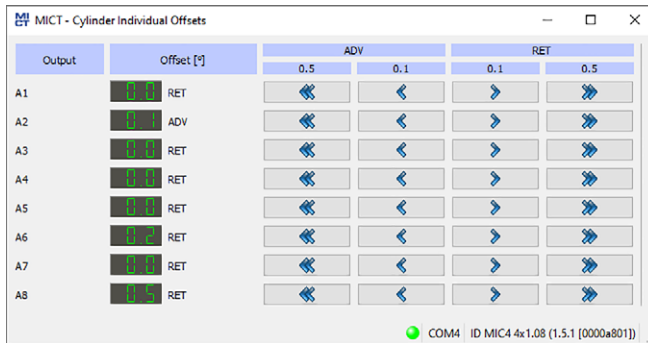 MICT MICT - Cylinder Individual Offsets
Output Offset [°] ADV RET
0.5 0.1 0.1 0.5
A1 0.0 RET
A2 0.1 ADV
A3 0.0 RET
A4 0.0 RET
A5 0.0 RET
A6 0.2 RET
A7 0.0 RET
A8 0.5 RET
COM4 ID MIC4 4x1.08 (1.5.1 [0000a801])